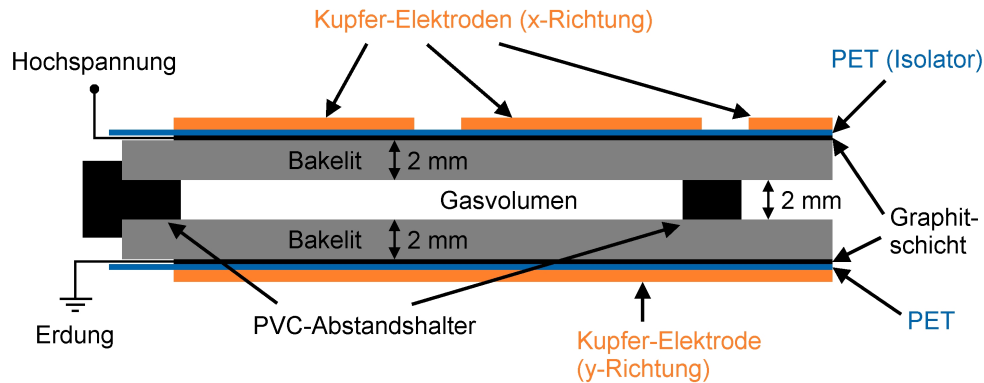 Kupfer-Elektroden (x-Richtung)
Hochspannung
PET (Isolator)
Bakelit
2 mm
Gasvolumen
2 mm
Bakelit
2 mm
Graphit-
schicht
Erdung
PVC-Abstandshalter
PET
Kupfer-Elektrode
(y-Richtung)